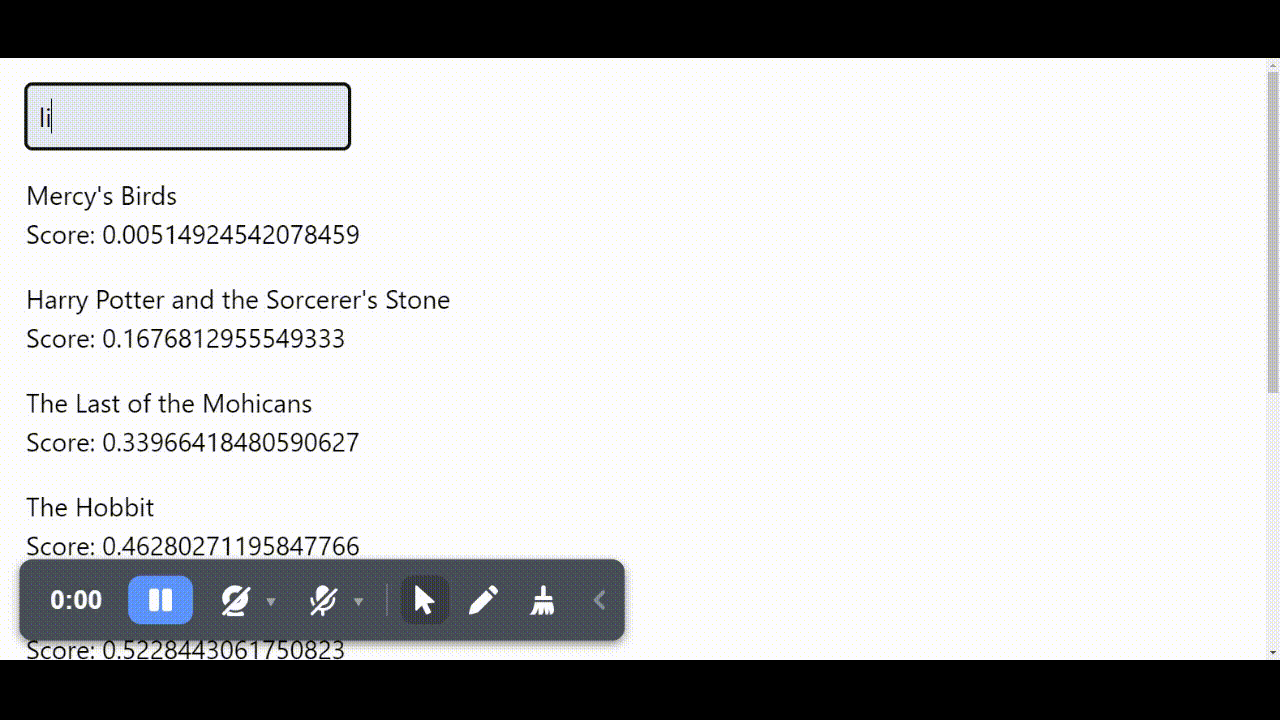 li
Mercy's Birds
Score: 0.00514924542078459
Harry Potter and the Sorcerer's Stone
Score: 0.1676812955549333
The Last of the Mohicans
Score: 0.33966418480590627
The Hobbit
Score: 0.46280271195847766
0:00
Score: 0.5228443061750823